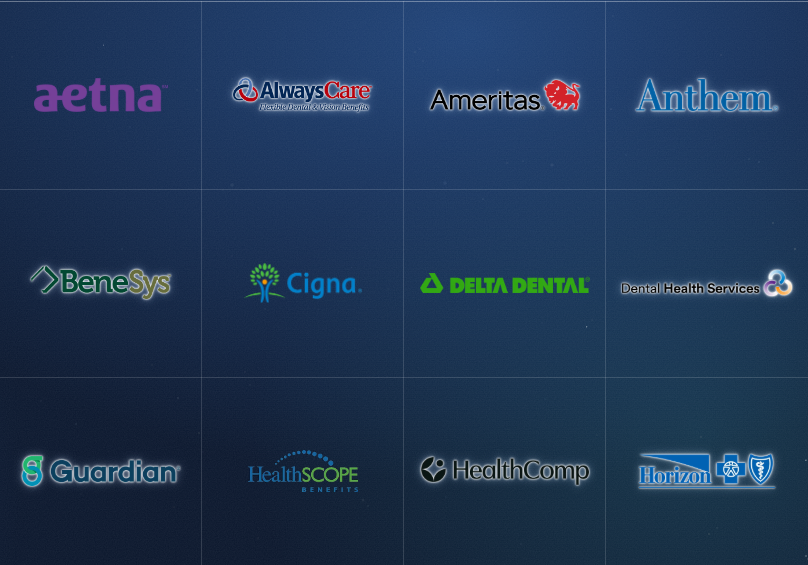 aetna™
AlwaysCare
Flexible Dental & Vision Benefits
Ameritas
Anthem®
BeneSys
Cigna®
DELTA DENTAL®
Dental Health Services
Guardian®
HealthSCOPE
BENEFITS
HealthComp
Horizon